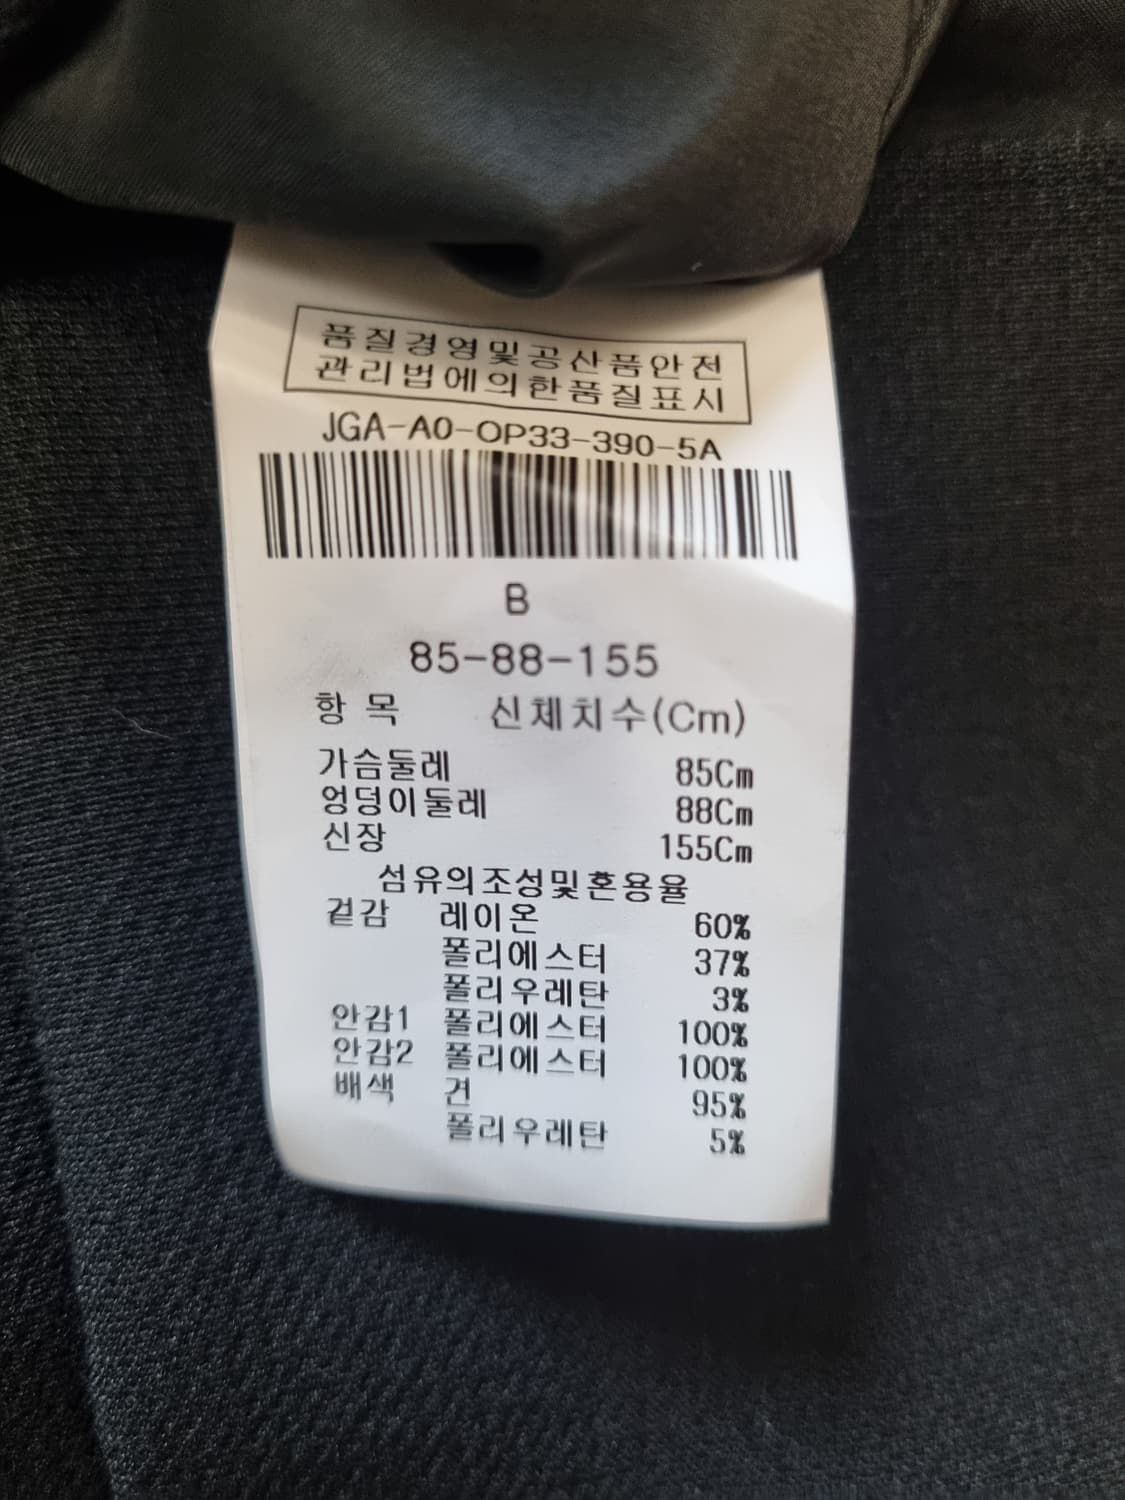 품질경영및공산품안전
관리법에의한품질표시
JGA-A0-OP33-390-5A
B
85-88-155
항 목 신체치수(Cm)
가슴둘레 85Cm
엉덩이둘레 88Cm
신장 155Cm
섬유의조성및혼용율
겉감 레이온 60%
폴리에스터 37%
폴리우레탄 3%
안감1 폴리에스터 100%
안감2 폴리에스터 100%
배색 견 95%
폴리우레탄 5%